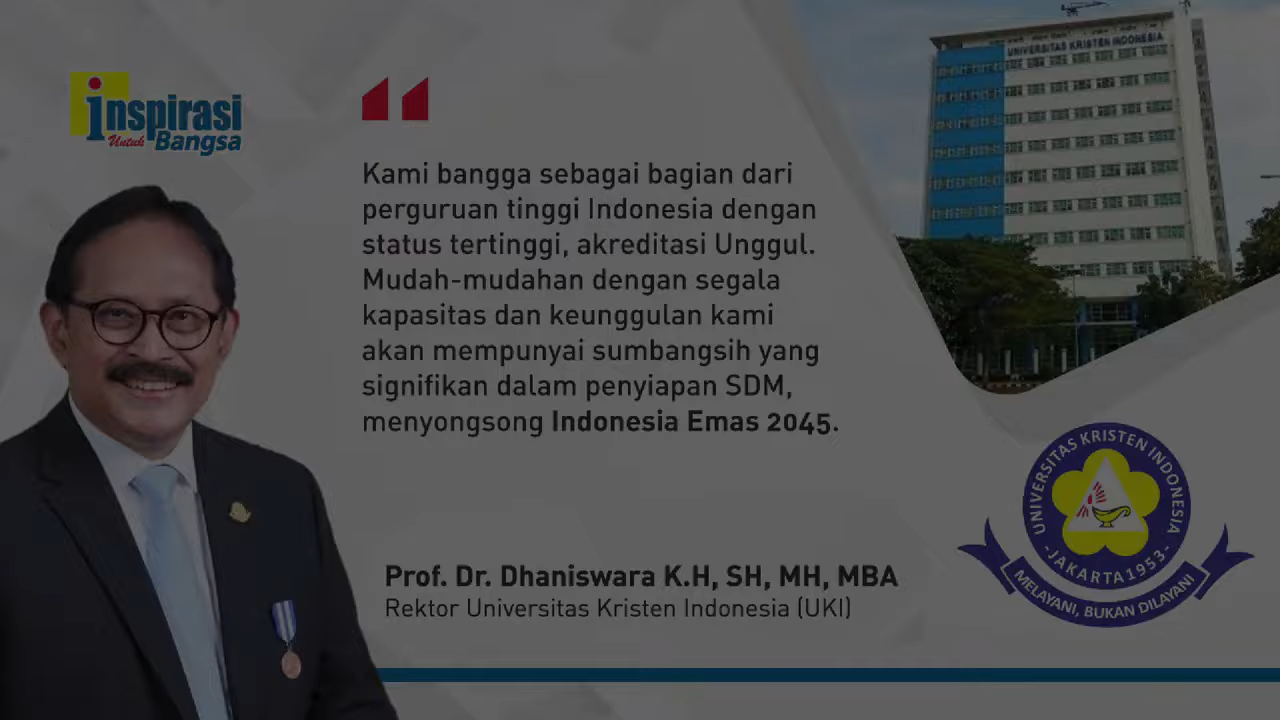 UNIVERSITAS KRISTEN INDONESIA
inspirasi
Untuk Bangsa
Kami bangga sebagai bagian dari
perguruan tinggi Indonesia dengan
status tertinggi, akreditasi Unggul.
Mudah-mudahan dengan segala
kapasitas dan keunggulan kami
akan mempunyai sumbangsih yang
signifikan dalam penyiapan SDM,
menyongsong Indonesia Emas 2045.
UNIVERSITAS KRISTEN INDONESIA
- JAKARTA 1953 -
MELAYANI, BUKAN DILAYANI
Prof. Dr. Dhaniswara K.H, SH, MH, MBA
Rektor Universitas Kristen Indonesia (UKI)